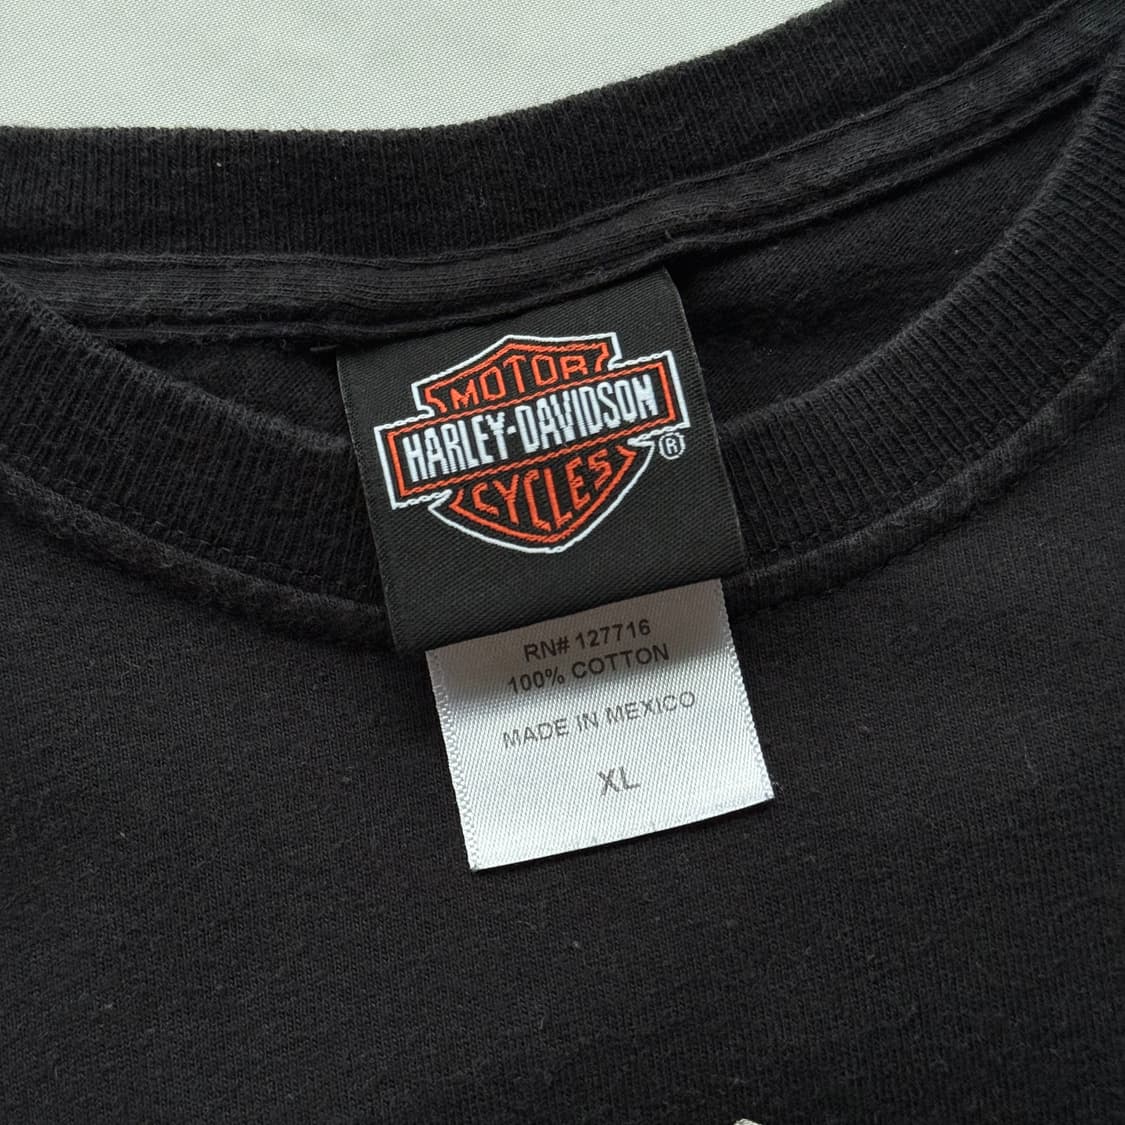 MOTOR
HARLEY-DAVIDSON
®
CYCLES
RN# 127716
100% COTTON
MADE IN MEXICO
XL